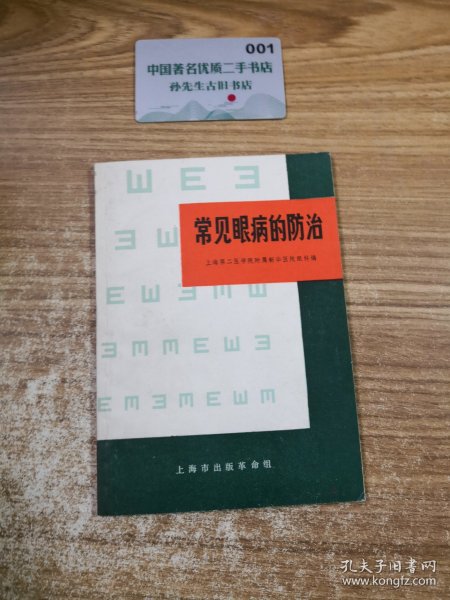 001
中国著名优质二手书店
孙先生古旧书店
常见眼病的防治
上海第二医学院附属新华医院眼科编
上海市出版革命组
孔夫子旧书网
www.kongfz.com